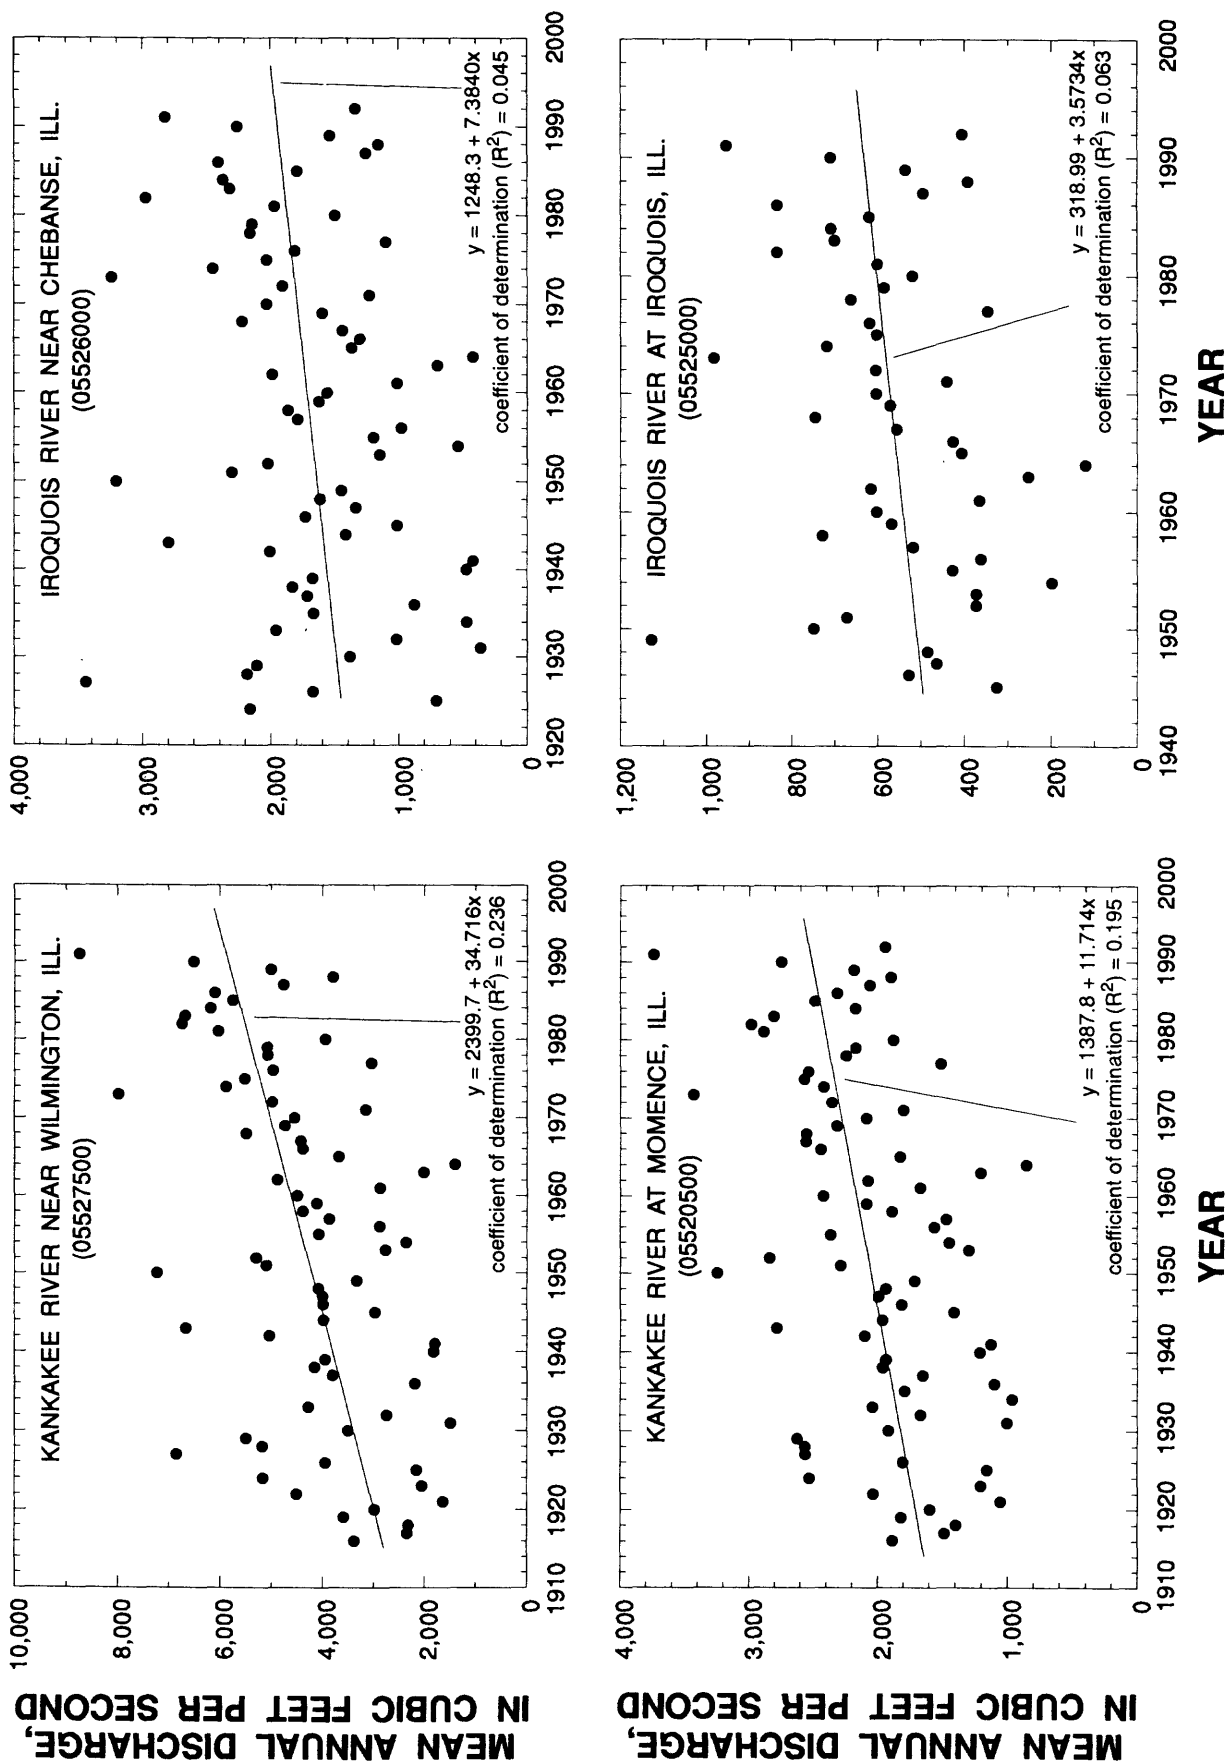 MEAN ANNUAL DISCHARGE,
IN CUBIC FEET PER SECOND
10,000
8,000
6,000
4,000
2,000
0
KANKAKEE RIVER NEAR WILMINGTON, ILL.
(05527500)
y = 2399.7 + 34.716x
coefficient of determination (R²) = 0.236
1910 1920 1930 1940 1950 1960 1970 1980 1990 2000
4,000
3,000
2,000
1,000
0
IROQUOIS RIVER NEAR CHEBANSE, ILL.
(05526000)
y = 1248.3 + 7.3840x
coefficient of determination (R²) = 0.045
1920 1930 1940 1950 1960 1970 1980 1990 2000
MEAN ANNUAL DISCHARGE,
IN CUBIC FEET PER SECOND
4,000
3,000
2,000
1,000
0
KANKAKEE RIVER AT MOMENCE, ILL.
(05520500)
y = 1387.8 + 11.714x
coefficient of determination (R²) = 0.195
1910 1920 1930 1940 1950 1960 1970 1980 1990 2000
YEAR
1,200
1,000
800
600
400
200
0
IROQUOIS RIVER AT IROQUOIS, ILL.
(05525000)
y = 318.99 + 3.5734x
coefficient of determination (R²) = 0.063
1940 1950 1960 1970 1980 1990 2000
YEAR